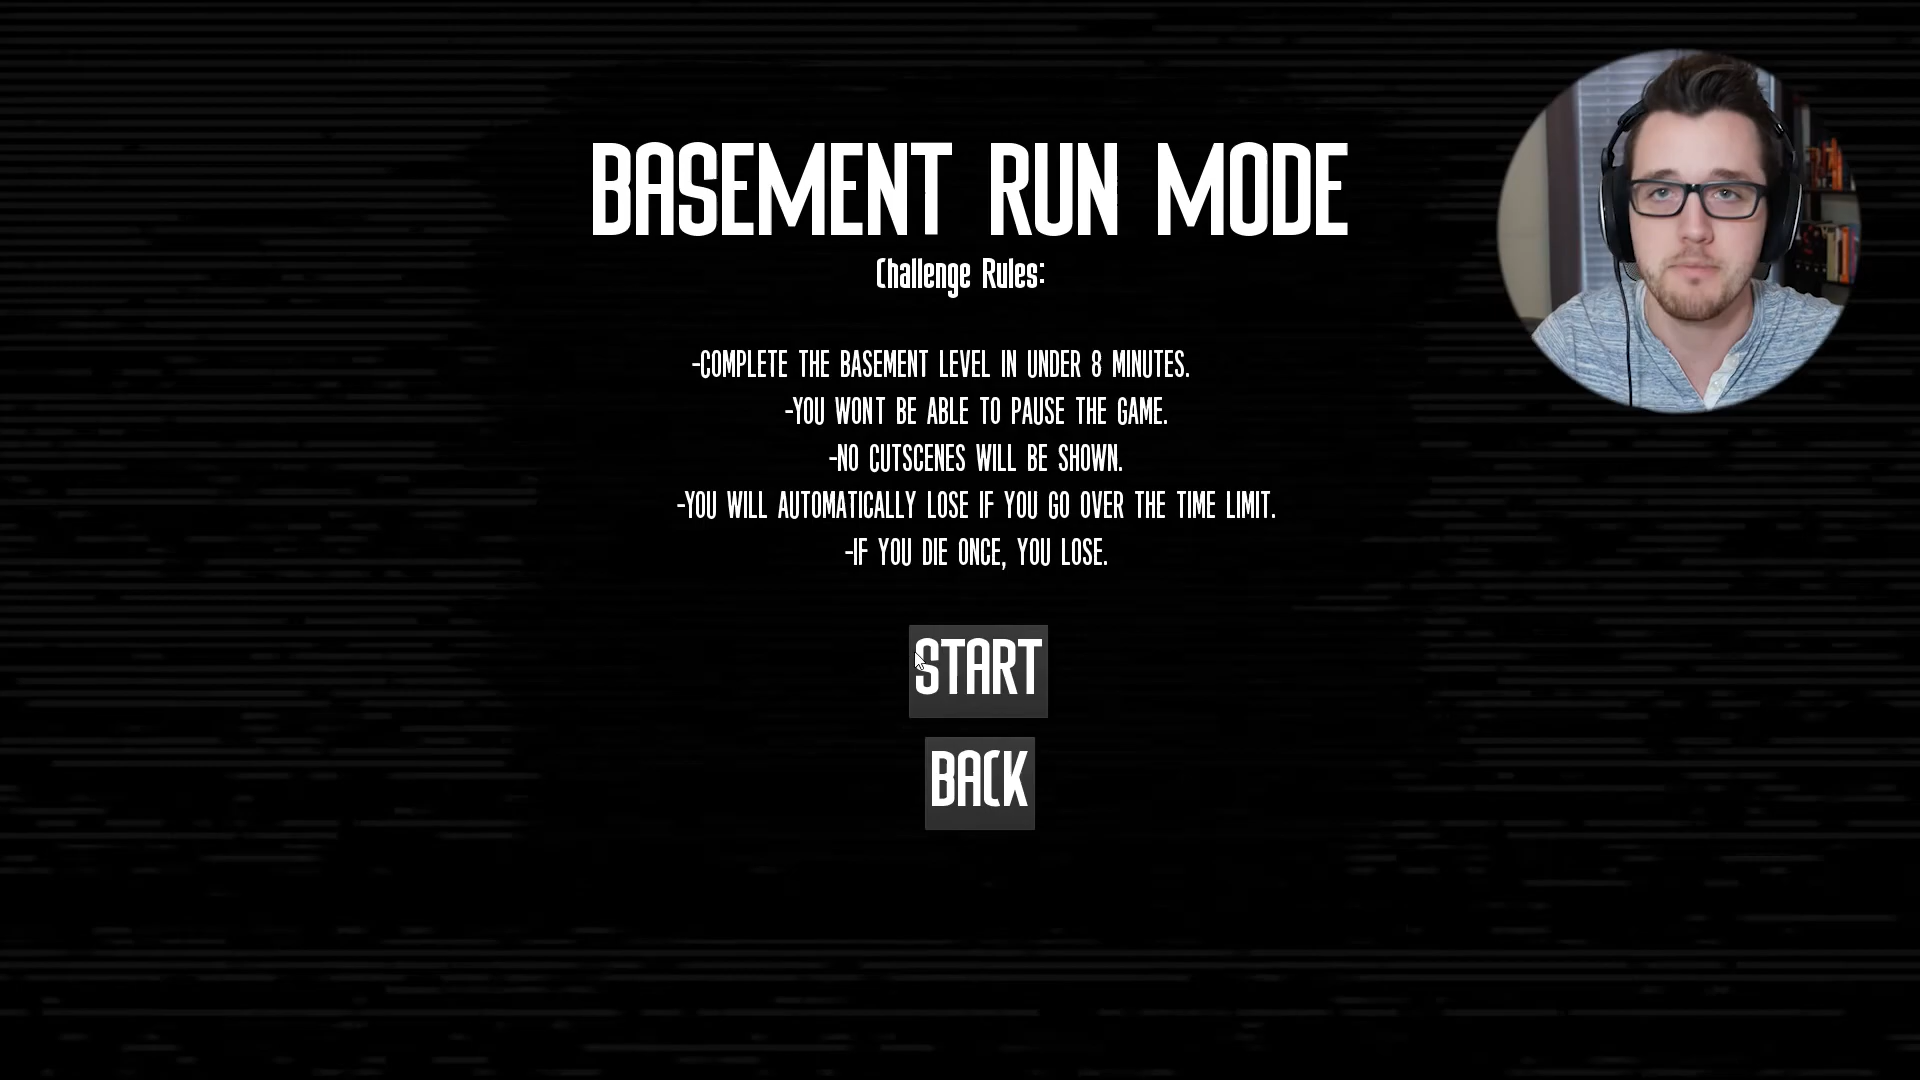 BASEMENT RUN MODE
Challenge Rules:
-COMPLETE THE BASEMENT LEVEL IN UNDER 8 MINUTES.
-YOU WONT BE ABLE TO PAUSE THE GAME.
-NO CUTSCENES WILL BE SHOWN.
-YOU WILL AUTOMATICALLY LOSE IF YOU GO OVER THE TIME LIMIT.
-IF YOU DIE ONCE, YOU LOSE.
START
BACK